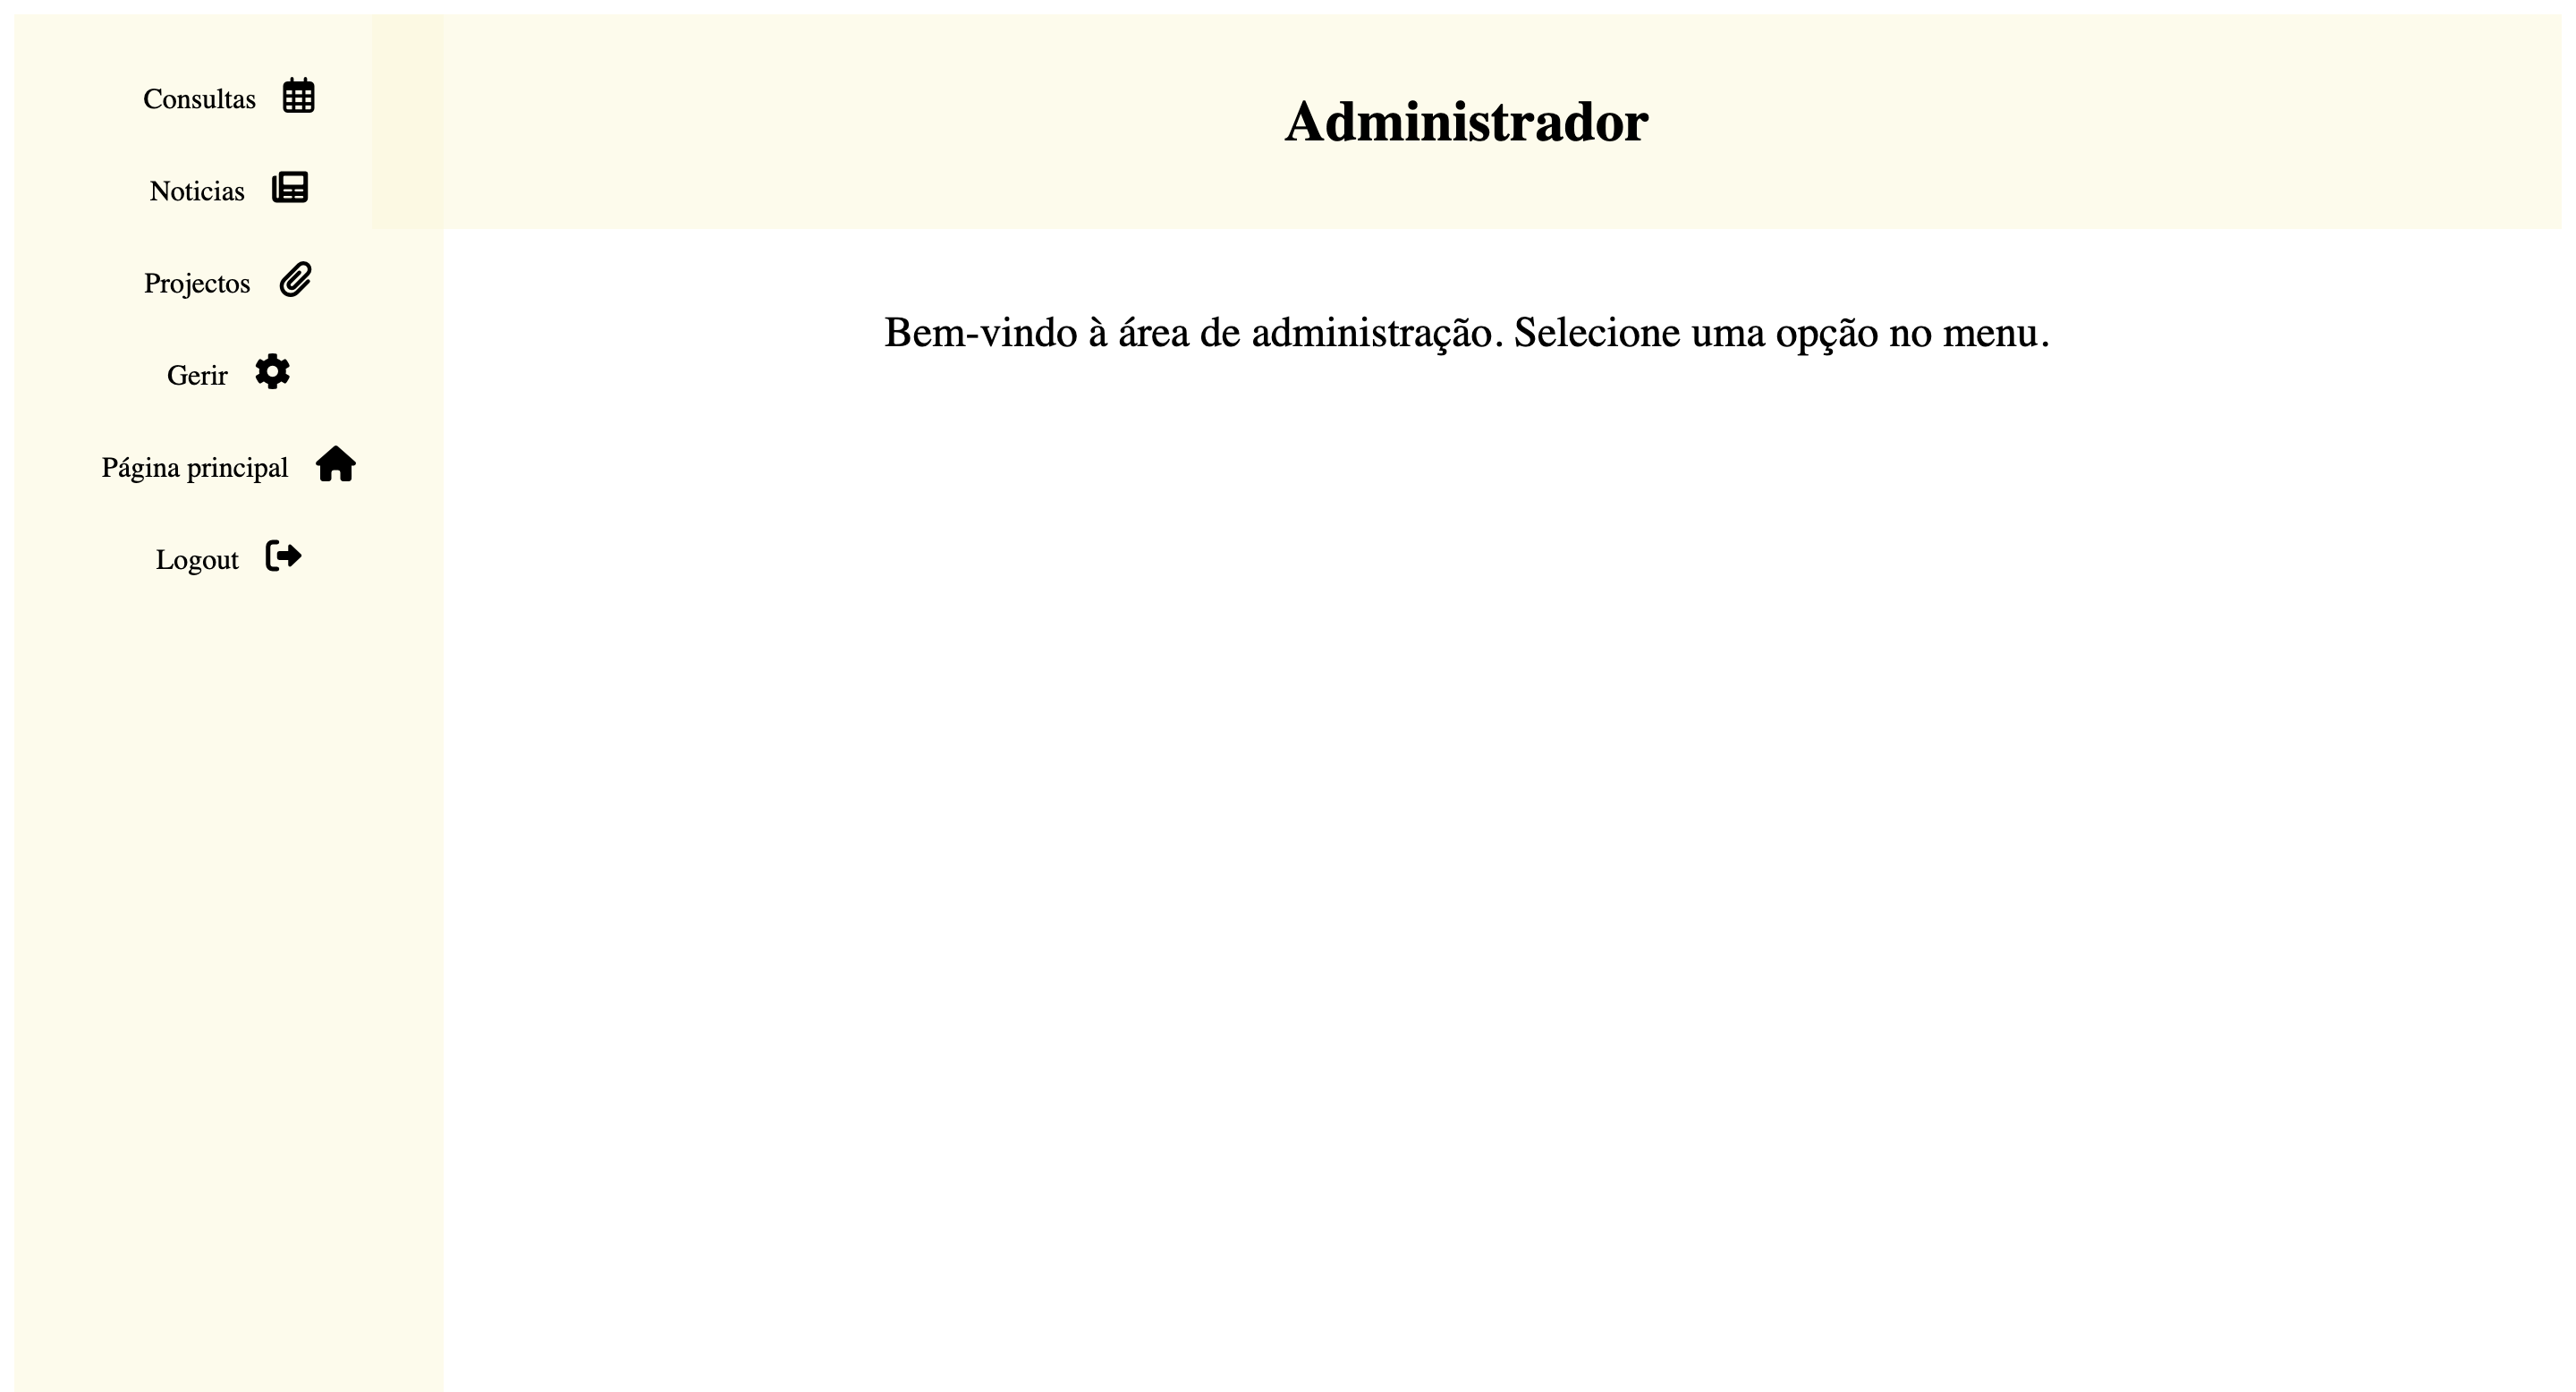 Consultas
Noticias
Projectos
Gerir
Página principal
Logout
Administrador
Bem-vindo à área de administração. Selecione uma opção no menu.